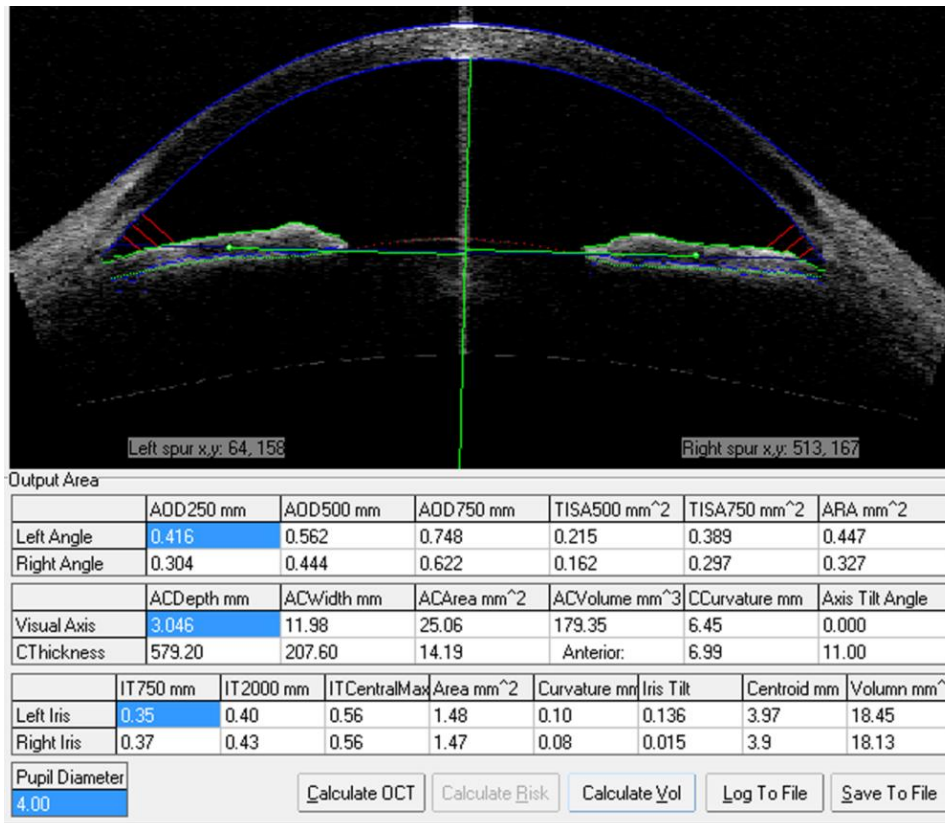 Left spur x,y: 64, 158 Right spur x,y: 513, 167
Output Area
AOD250 mm AOD500 mm AOD750 mm TISA500 mm^2 TISA750 mm^2 ARA mm^2
Left Angle 0.416 0.562 0.748 0.215 0.389 0.447
Right Angle 0.304 0.444 0.622 0.162 0.297 0.327
ACDepth mm ACWidth mm ACArea mm^2 ACVolume mm^3 CCurvature mm Axis Tilt Angle
Visual Axis 3.046 11.98 25.06 179.35 6.45 0.000
CThickness 579.20 207.60 14.19 Anterior: 6.99 11.00
IT750 mm IT2000 mm ITCentralMax Area mm^2 Curvature mm Iris Tilt Centroid mm Volumn mm^
Left Iris 0.35 0.40 0.56 1.48 0.10 0.136 3.97 18.45
Right Iris 0.37 0.43 0.56 1.47 0.08 0.015 3.9 18.13
Pupil Diameter
4.00
Calculate OCT Calculate Risk Calculate Vol Log To File Save To File